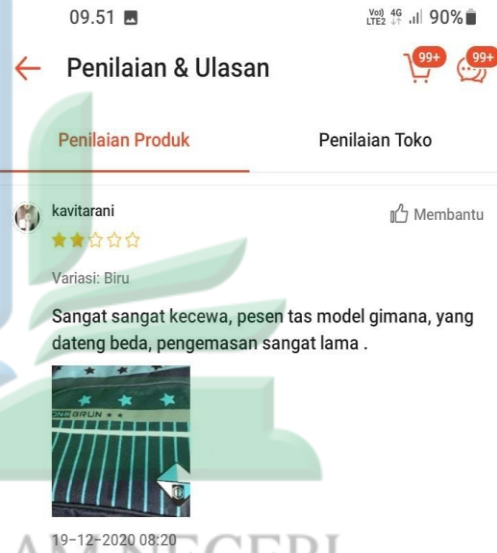 09.51
Vo)) 4G
LTE2 ↓↑
90%
← Penilaian & Ulasan
99+
99+
Penilaian Produk
Penilaian Toko
kavitarani
Membantu
Variasi: Biru
Sangat sangat kecewa, pesen tas model gimana, yang
dateng beda, pengemasan sangat lama .
GRUN
19-12-2020 08:20
AM NEGERI